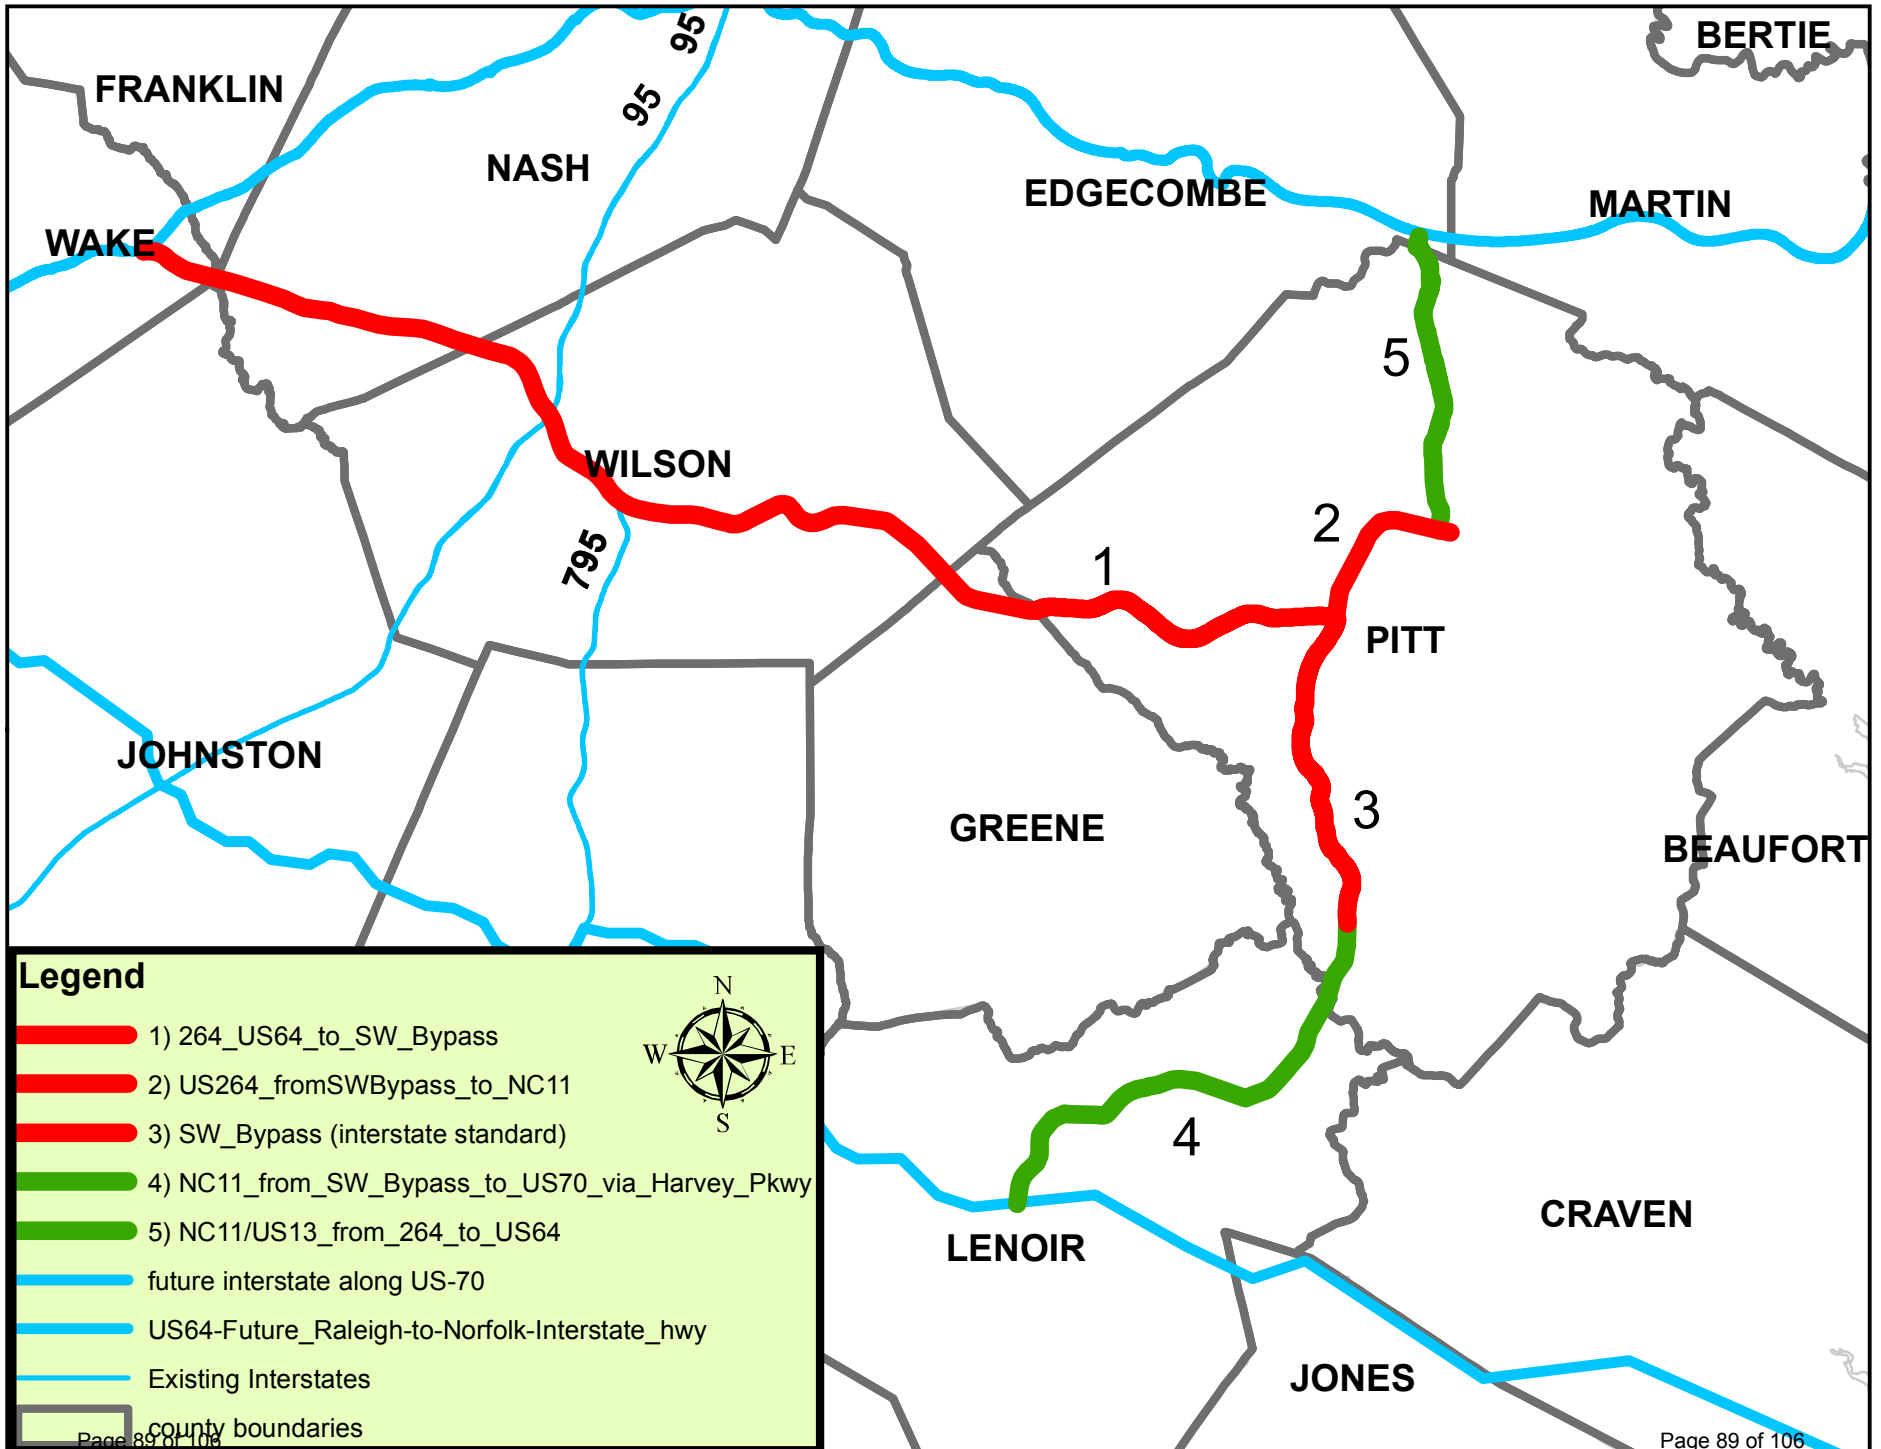 95
BERTIE
FRANKLIN
95
NASH
EDGECOMBE
MARTIN
WAKE
5
WILSON
2
795
1
PITT
JOHNSTON
3
GREENE
BEAUFORT
4
CRAVEN
LENOIR
JONES
Legend
N
W E
S
1) 264_US64_to_SW_Bypass
2) US264_fromSWBypass_to_NC11
3) SW_Bypass (interstate standard)
4) NC11_from_SW_Bypass_to_US70_via_Harvey_Pkwy
5) NC11/US13_from_264_to_US64
future interstate along US-70
US64-Future_Raleigh-to-Norfolk-Interstate_hwy
Existing Interstates
county boundaries
Page 89 of 106
Page 89 of 106